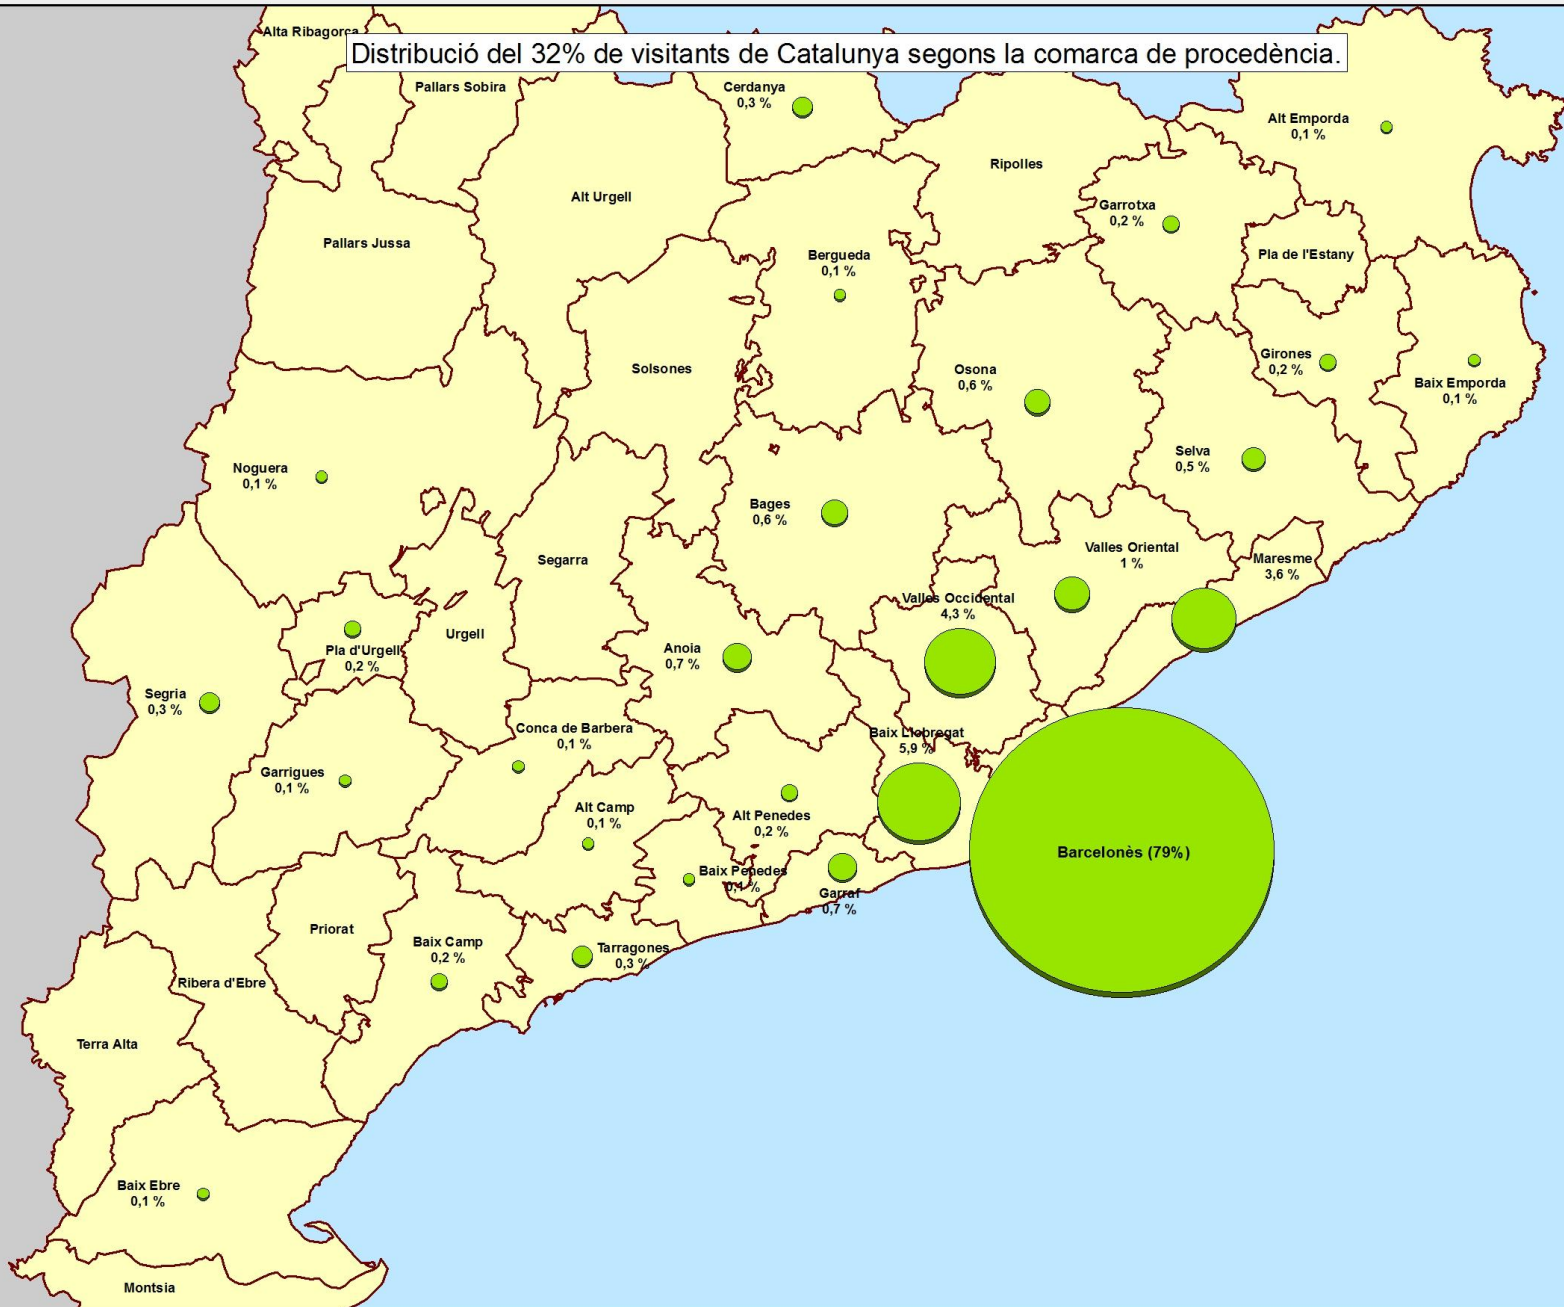 Alta Ribagorça
Distribució del 32% de visitants de Catalunya segons la comarca de procedència.
Pallars Sobira
Cerdanya
0,3 %
Alt Emporda
0,1 %
Ripolles
Alt Urgell
Garrotxa
0,2 %
Pallars Jussa
Bergueda
0,1 %
Pla de l'Estany
Solsones
Osona
0,6 %
Girones
0,2 %
Baix Emporda
0,1 %
Noguera
0,1 %
Selva
0,5 %
Bages
0,6 %
Segarra
Valles Oriental
1 %
Maresme
3,6 %
Valles Occidental
4,3 %
Urgell
Pla d'Urgell
0,2 %
Anoia
0,7 %
Segria
0,3 %
Conca de Barbera
0,1 %
Baix Llobregat
5,9 %
Garrigues
0,1 %
Alt Camp
0,1 %
Alt Penedes
0,2 %
Barcelonès (79%)
Baix Penedes
0,1 %
Garraf
0,7 %
Priorat
Baix Camp
0,2 %
Tarragones
0,3 %
Ribera d'Ebre
Terra Alta
Baix Ebre
0,1 %
Montsia